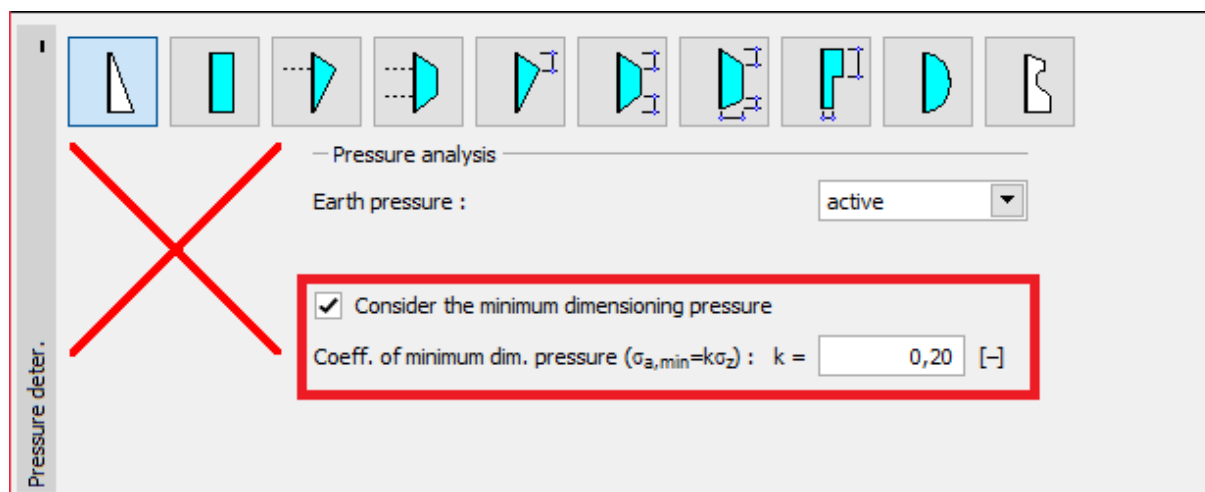 Pressure analysis
Earth pressure :
active
Consider the minimum dimensioning pressure
Coeff. of minimum dim. pressure (σa,min=kσz) : k = 0,20 [–]
Pressure deter.